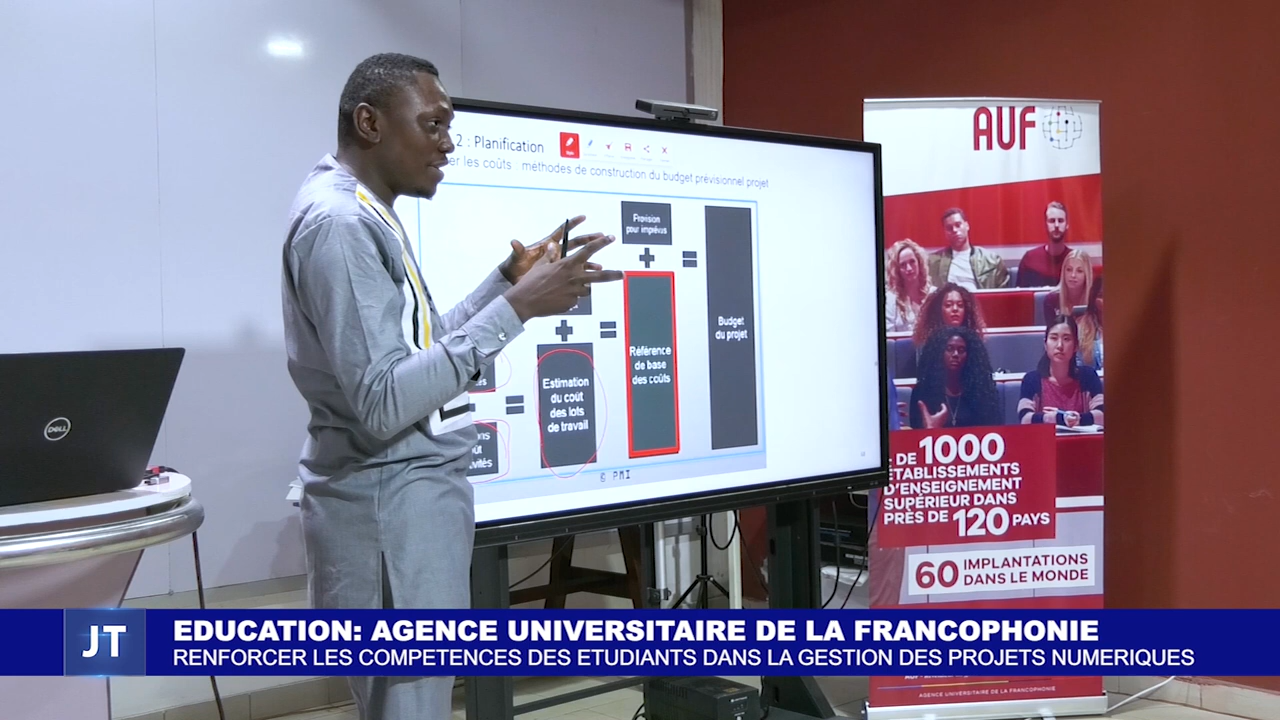 2 : Planification
er les coûts : méthodes de construction du budget prévisionnel projet
Provision
pour imprévus
+
=
Budget
du projet
+
=
Référence
de base
des coûts
Estimation
du coût
des lots
de travail
=
© PMI
DELL
AUF
DE 1000
ÉTABLISSEMENTS
D'ENSEIGNEMENT
SUPÉRIEUR DANS
PRÈS DE 120 PAYS
60 IMPLANTATIONS
DANS LE MONDE
AGENCE UNIVERSITAIRE DE LA FRANCOPHONIE
JT
EDUCATION: AGENCE UNIVERSITAIRE DE LA FRANCOPHONIE
RENFORCER LES COMPETENCES DES ETUDIANTS DANS LA GESTION DES PROJETS NUMERIQUES